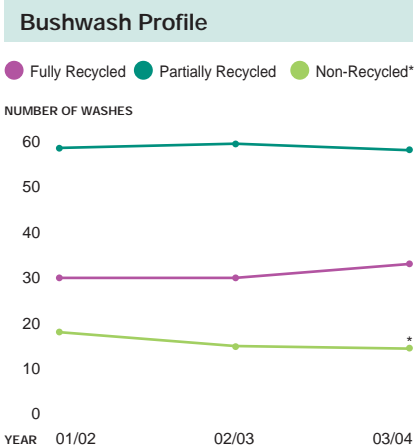 Bushwash Profile
Fully Recycled Partially Recycled Non-Recycled*
NUMBER OF WASHES
60
50
40
30
20
*
10
0
YEAR 01/02 02/03 03/04